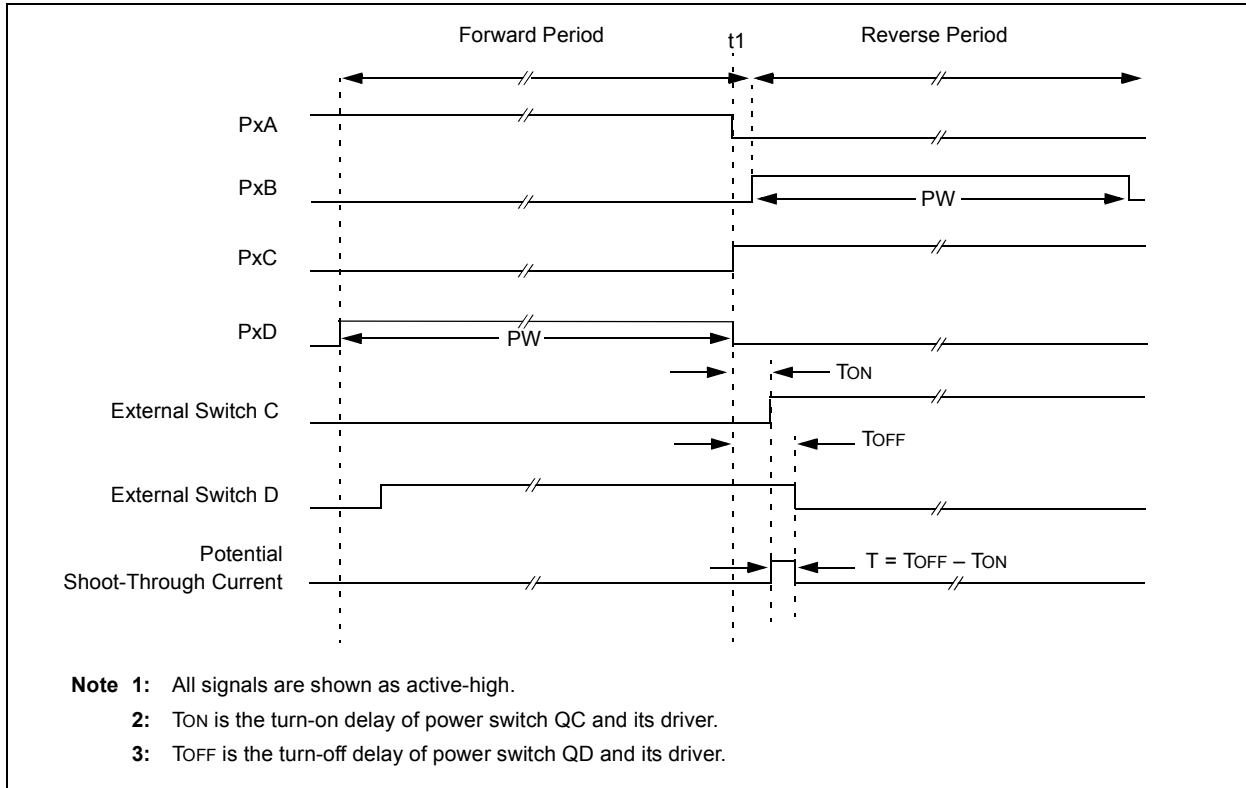 Forward Period
t1
Reverse Period
PxA
PxB
PW
PxC
PxD
PW
TON
External Switch C
TOFF
External Switch D
Potential
Shoot-Through Current
T = TOFF – TON
Note 1: All signals are shown as active-high.
2: TON is the turn-on delay of power switch QC and its driver.
3: TOFF is the turn-off delay of power switch QD and its driver.